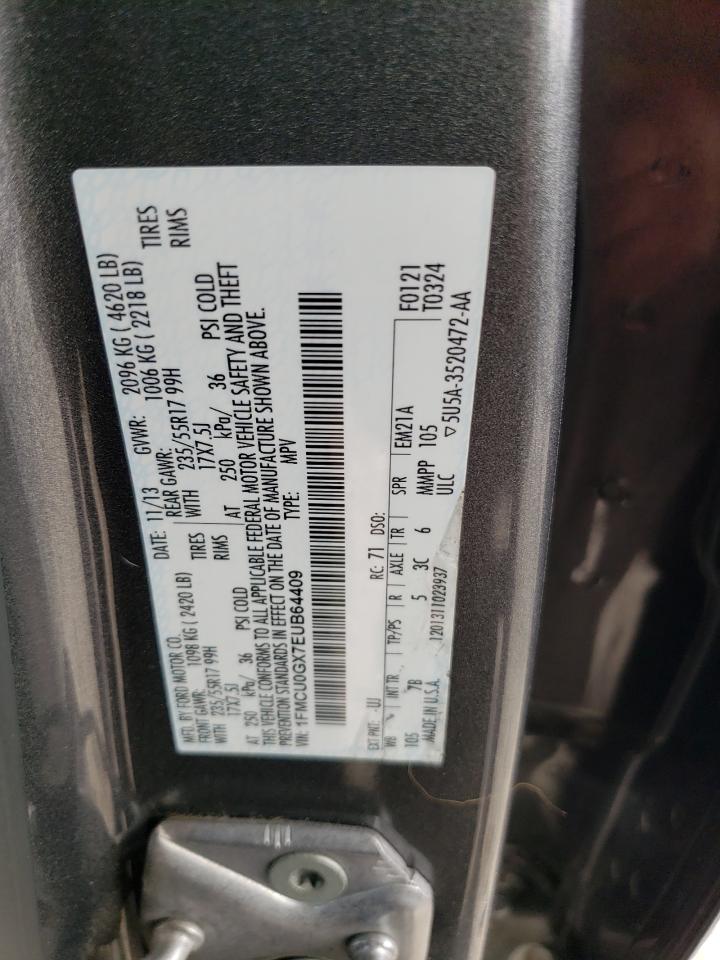 MFD. BY FORD MOTOR CO. DATE: 11/13 GVWR: 2096 KG ( 4620 LB)
FRONT GAWR: 1098 KG ( 2420 LB) REAR GAWR: 1006 KG ( 2218 LB)
WITH 235/55R17 99H TIRES WITH 235/55R17 99H TIRES
17X7.5J RIMS 17X7.5J RIMS
AT 250 kPa/ 36 PSI COLD AT 250 kPa/ 36 PSI COLD
THIS VEHICLE CONFORMS TO ALL APPLICABLE FEDERAL MOTOR VEHICLE SAFETY AND THEFT
PREVENTION STANDARDS IN EFFECT ON THE DATE OF MANUFACTURE SHOWN ABOVE.
VIN: 1FMCU0GX7EUB64409 TYPE: MPV
EXT PNT: UJ RC: 71 DSO: F0121
WB INT TR TP/PS R AXLE TR SPR EM21A T0324
105 7B 5 3C 6 MMPP 105
MADE IN U.S.A. 1201311023937 ULC ▽5U5A-3520472-AA